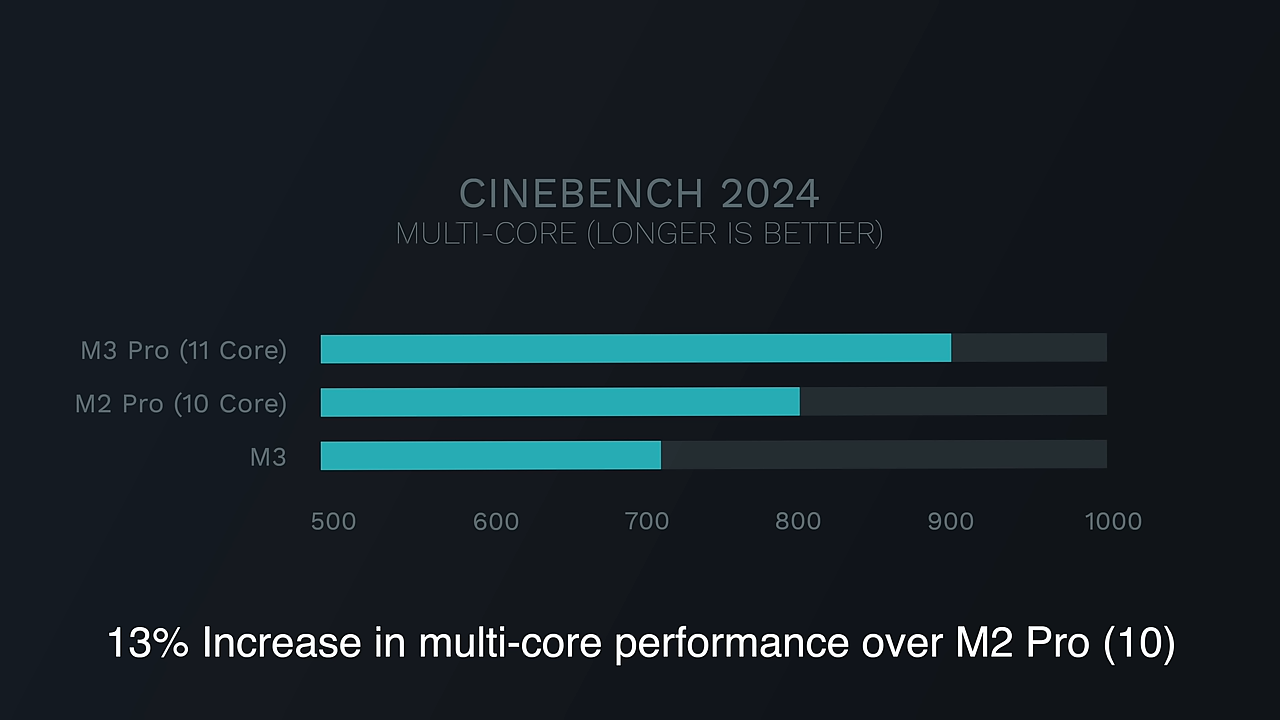 CINEBENCH 2024
MULTI-CORE (LONGER IS BETTER)
M3 Pro (11 Core)
M2 Pro (10 Core)
M3
500 600 700 800 900 1000
13% Increase in multi-core performance over M2 Pro (10)